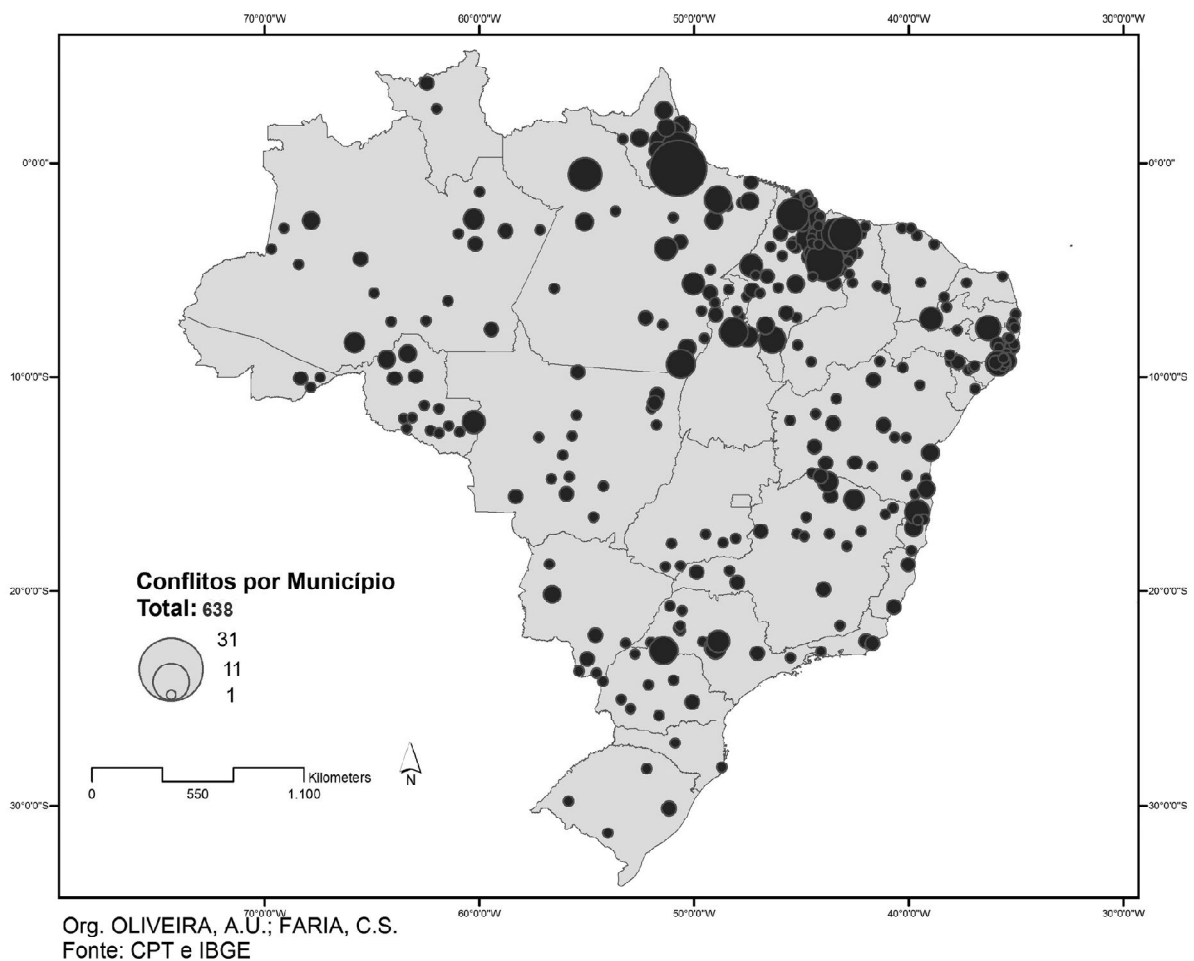 70°0'0"W 60°0'0"W 50°0'0"W 40°0'0"W 30°0'0"W
0°0'0" 0°0'0"
10°0'0"S 10°0'0"S
Conflitos por Município
Total: 638
20°0'0"S 20°0'0"S
31
11
1
N
Kilometers
0 550 1.100
30°0'0"S 30°0'0"S
70°0'0"W 60°0'0"W 50°0'0"W 40°0'0"W 30°0'0"W
Org. OLIVEIRA, A.U.; FARIA, C.S.
Fonte: CPT e IBGE